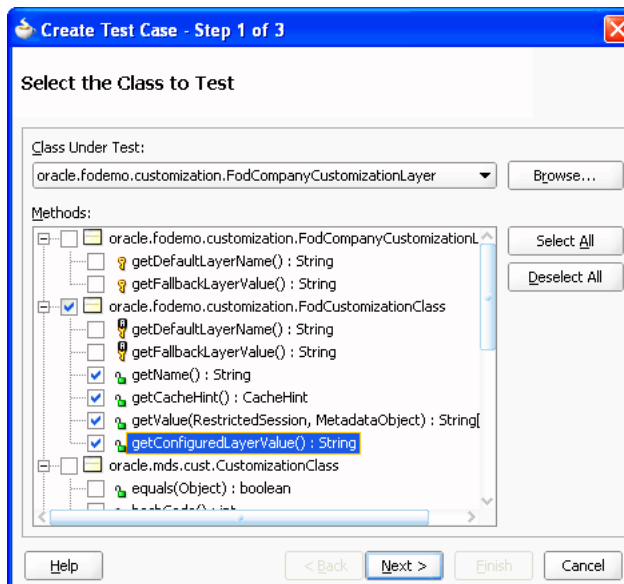 Create Test Case - Step 1 of 3
Select the Class to Test
Class Under Test:
oracle.fodemo.customization.FodCompanyCustomizationLayer
Browse...
Methods:
oracle.fodemo.customization.FodCompanyCustomizationL
Select All
getDefaultLayerName() : String
getFallbackLayerValue() : String
Deselect All
oracle.fodemo.customization.FodCustomizationClass
getDefaultLayerName() : String
getFallbackLayerValue() : String
getName() : String
getCacheHint() : CacheHint
getValue(RestrictedSession, MetadataObject) : String[
getConfiguredLayerValue() : String
oracle.mds.cust.CustomizationClass
equals(Object) : boolean
Help
< Back
Next >
Finish
Cancel